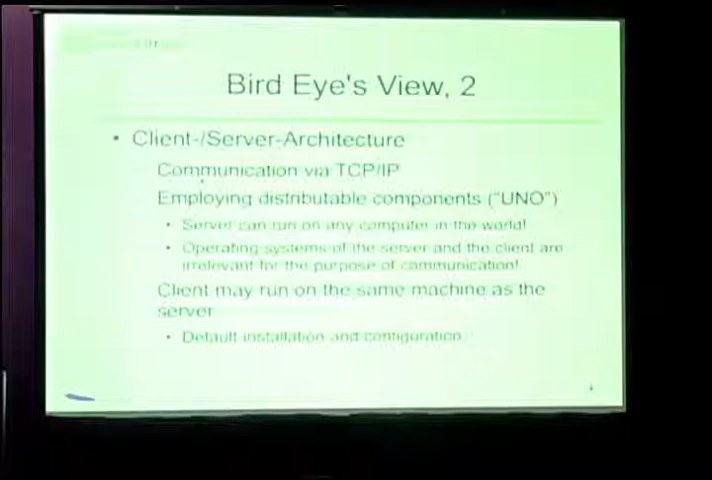 Bird Eye's View, 2
• Client-/Server-Architecture
Communication via TCP/IP
Employing distributable components ("UNO")
• Server can run on any computer in the world!
• Operating systems of the server and the client are
irrelevant for the purpose of communication!
Client may run on the same machine as the
server
• Default installation and configuration